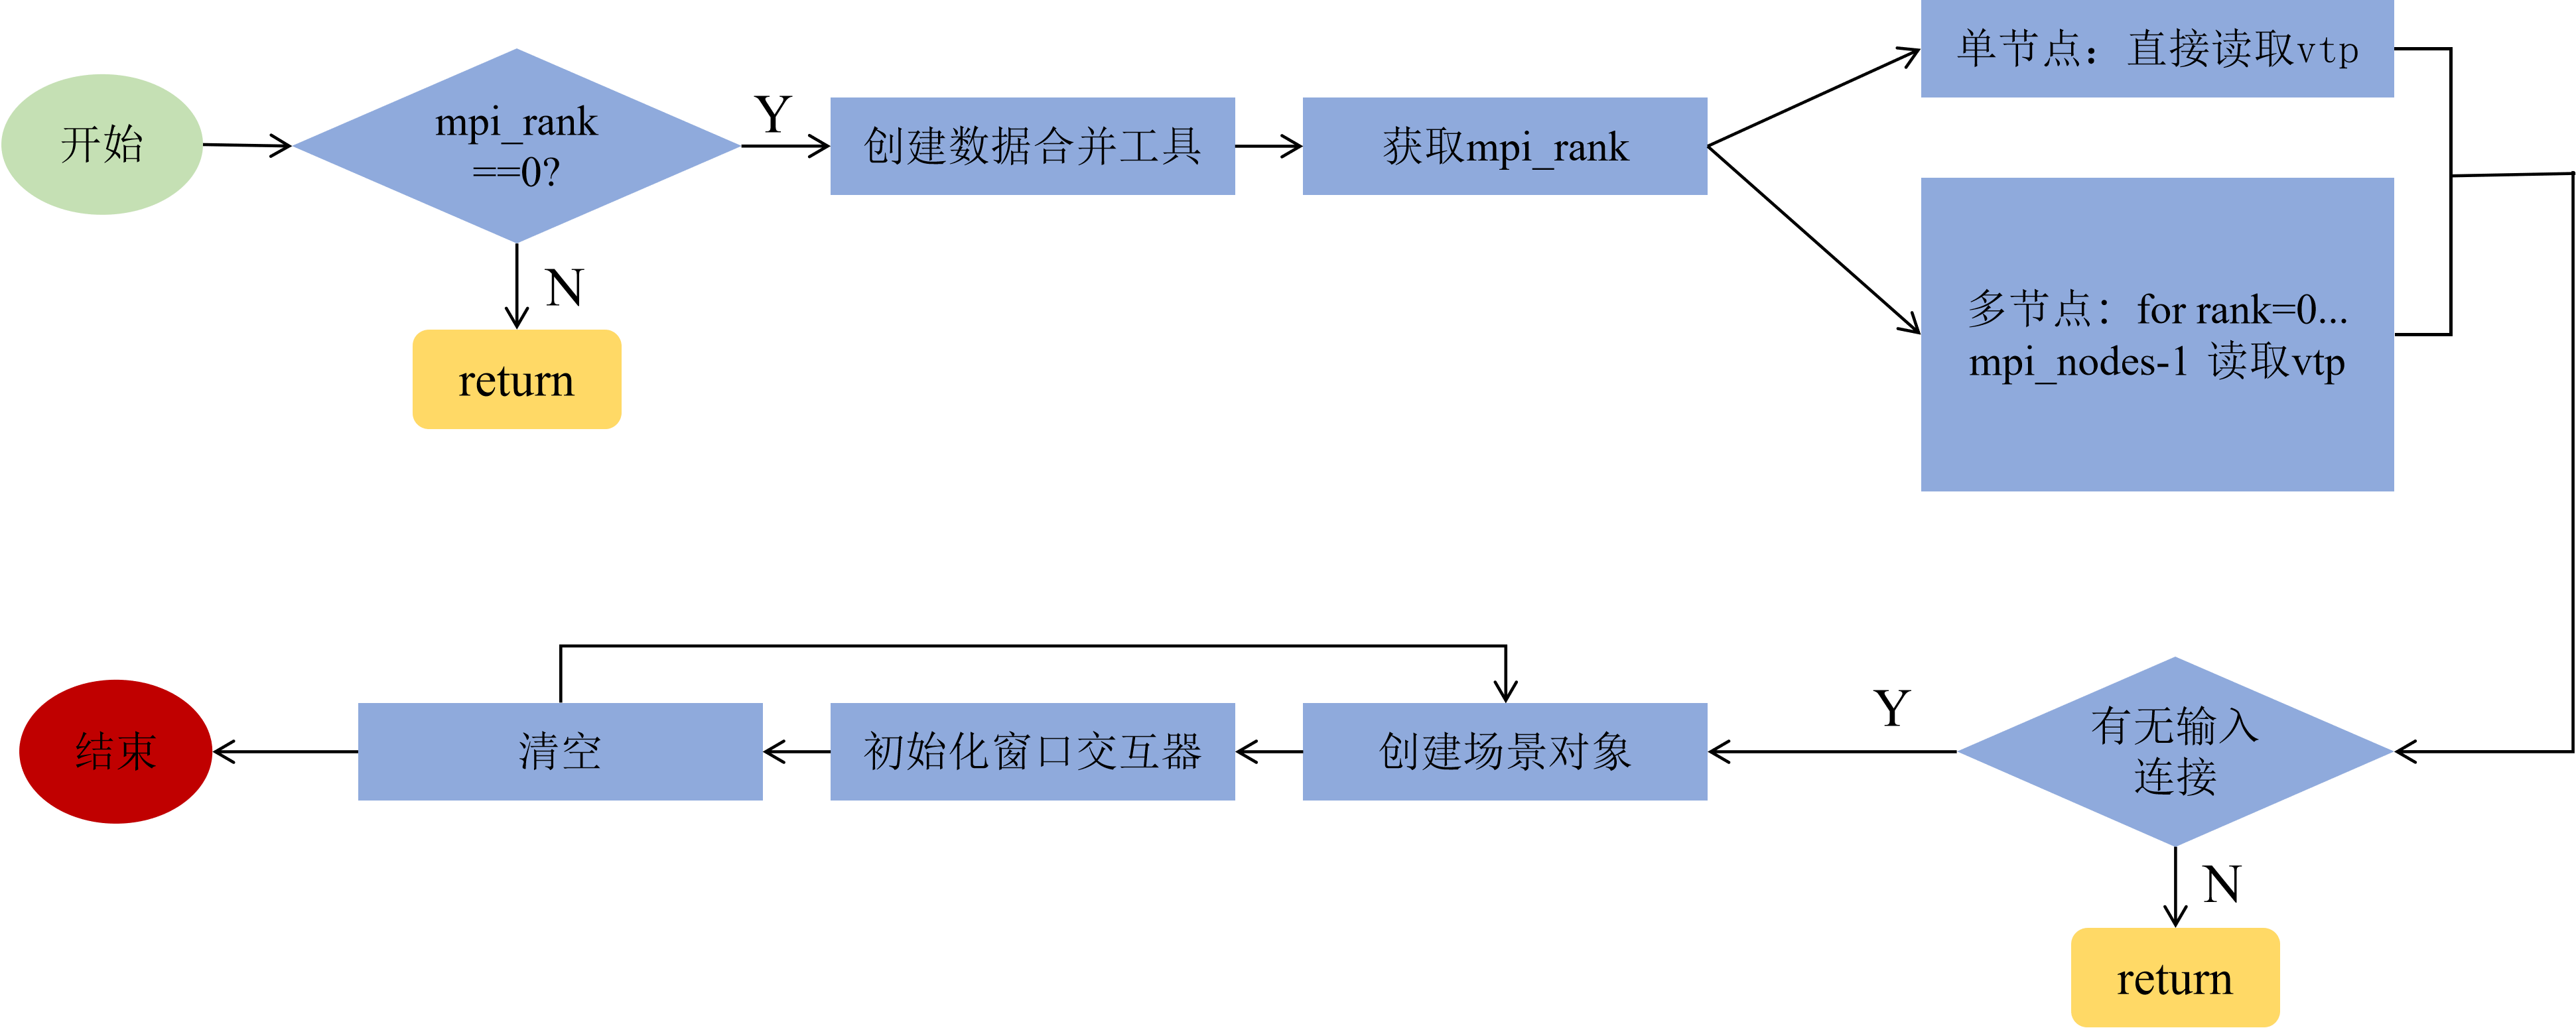 开始
mpi_rank
==0?
Y
N
return
创建数据合并工具
获取mpi_rank
单节点：直接读取vtp
多节点：for rank=0...
mpi_nodes-1 读取vtp
有无输入
连接
Y
N
return
创建场景对象
初始化窗口交互器
清空
结束